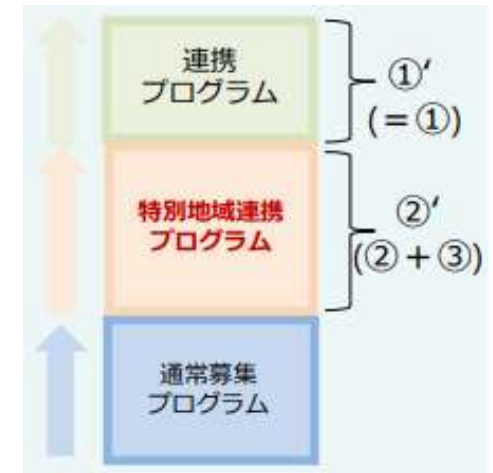 連携
プログラム
①′
(=①)
特別地域連携
プログラム
②′
(②+③)
通常募集
プログラム